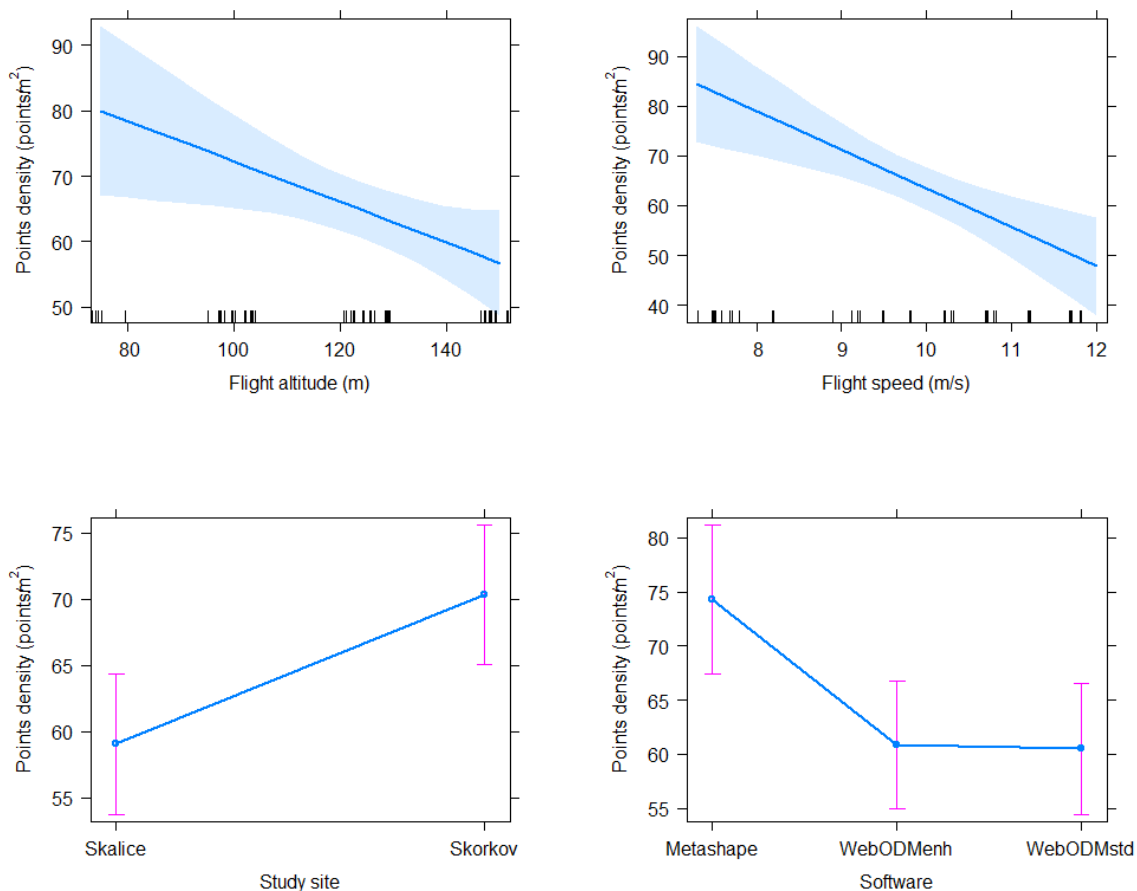 Points density (points/m²)
90
80
70
60
50
80 100 120 140
Flight altitude (m)
Points density (points/m²)
90
80
70
60
50
40
8 9 10 11 12
Flight speed (m/s)
Points density (points/m²)
75
70
65
60
55
Skalice Skorkov
Study site
Points density (points/m²)
80
75
70
65
60
55
Metashape WebODMenh WebODMstd
Software